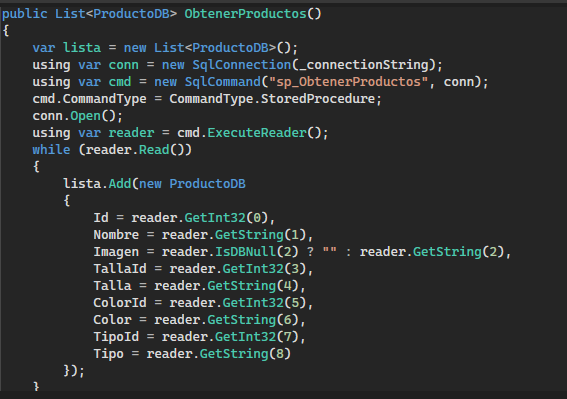 public List<ProductoDB> ObtenerProductos()
{
    var lista = new List<ProductoDB>();
    using var conn = new SqlConnection(_connectionString);
    using var cmd = new SqlCommand("sp_ObtenerProductos", conn);
    cmd.CommandType = CommandType.StoredProcedure;
    conn.Open();
    using var reader = cmd.ExecuteReader();
    while (reader.Read())
    {
        lista.Add(new ProductoDB
        {
            Id = reader.GetInt32(0),
            Nombre = reader.GetString(1),
            Imagen = reader.IsDBNull(2) ? "" : reader.GetString(2),
            TallaId = reader.GetInt32(3),
            Talla = reader.GetString(4),
            ColorId = reader.GetInt32(5),
            Color = reader.GetString(6),
            TipoId = reader.GetInt32(7),
            Tipo = reader.GetString(8)
        });
    }